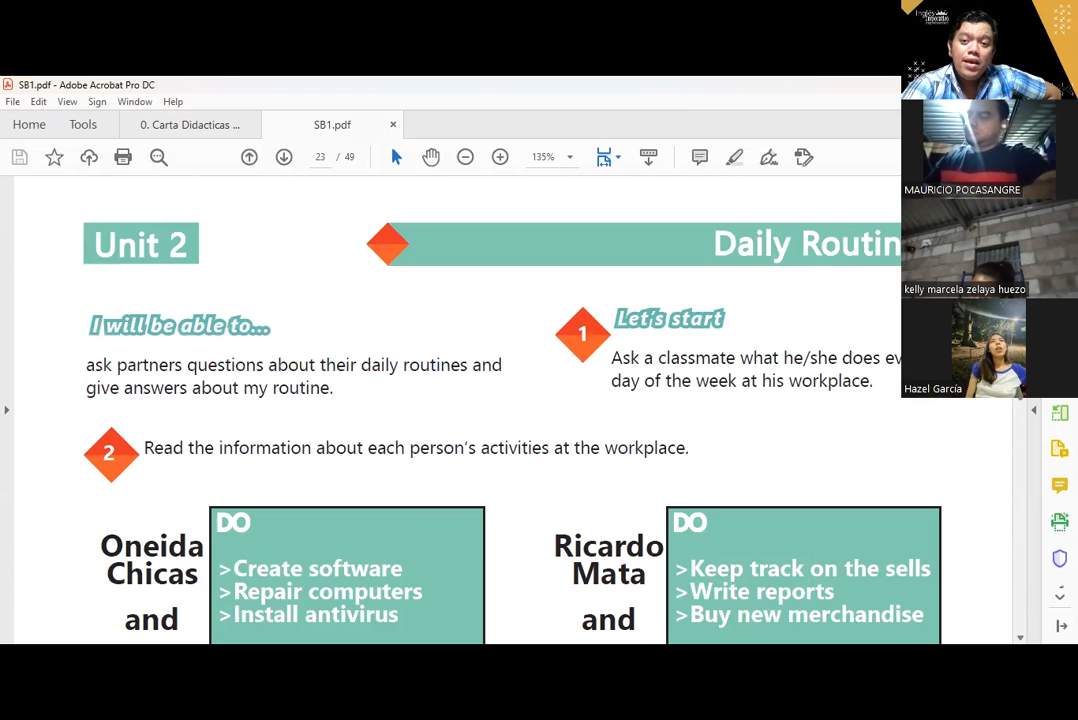 SB1.pdf - Adobe Acrobat Pro DC
File Edit View Sign Window Help
Home Tools 0. Carta Didacticas ... SB1.pdf
23 / 49 135%
Unit 2
Daily Routin
I will be able to...
ask partners questions about their daily routines and
give answers about my routine.
1 Let's start
Ask a classmate what he/she does ev
day of the week at his workplace.
2 Read the information about each person's activities at the workplace.
Oneida
Chicas
and
DO
>Create software
>Repair computers
>Install antivirus
Ricardo
Mata
and
DO
>Keep track on the sells
>Write reports
>Buy new merchandise
Inglés
Corporativo
MAURICIO POCASANGRE
kelly marcela zelaya huezo
Hazel García